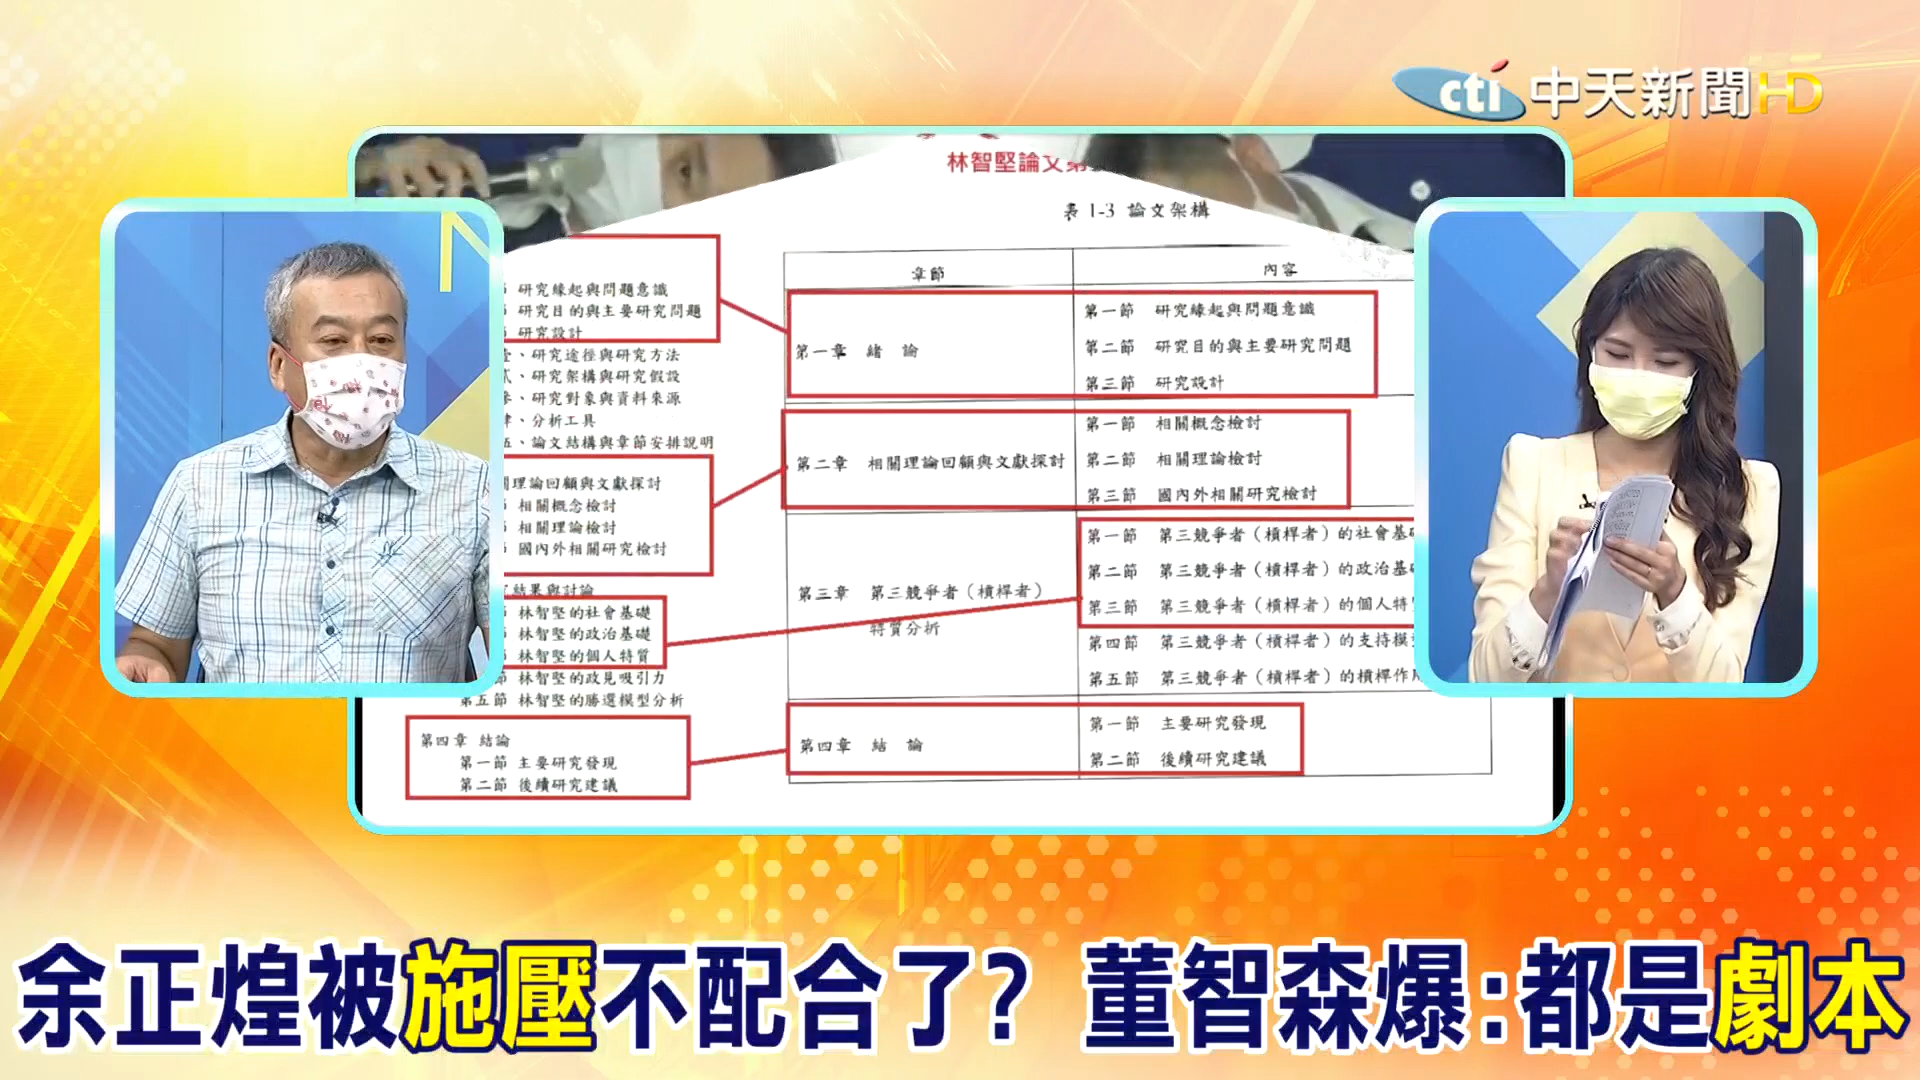 cti 中天新聞HD
林智堅論文第
表 1-3 論文架構
研究緣起與問題意識
研究目的與主要研究問題
研究設計
、研究途徑與研究方法
、研究架構與研究假設
、研究對象與資料來源
、分析工具
五、論文結構與章節安排說明
理論回顧與文獻探討
相關概念檢討
相關理論檢討
國內外相關研究檢討
結果與討論
林智堅的社會基礎
林智堅的政治基礎
林智堅的個人特質
林智堅的政見吸引力
第五節 林智堅的勝選模型分析
第四章 結論
第一節 主要研究發現
第二節 後續研究建議
章節 內容
第一章 緒 論
第一節 研究緣起與問題意識
第二節 研究目的與主要研究問題
第三節 研究設計
第二章 相關理論回顧與文獻探討
第一節 相關概念檢討
第二節 相關理論檢討
第三節 國內外相關研究檢討
第三章 第三競爭者（槓桿者）
特質分析
第一節 第三競爭者（槓桿者）的社會基
第二節 第三競爭者（槓桿者）的政治基
第三節 第三競爭者（槓桿者）的個人特
第四節 第三競爭者（槓桿者）的支持模
第五節 第三競爭者（槓桿者）的槓桿作
第四章 結 論
第一節 主要研究發現
第二節 後續研究建議
余正煌被施壓不配合了? 董智森爆:都是劇本